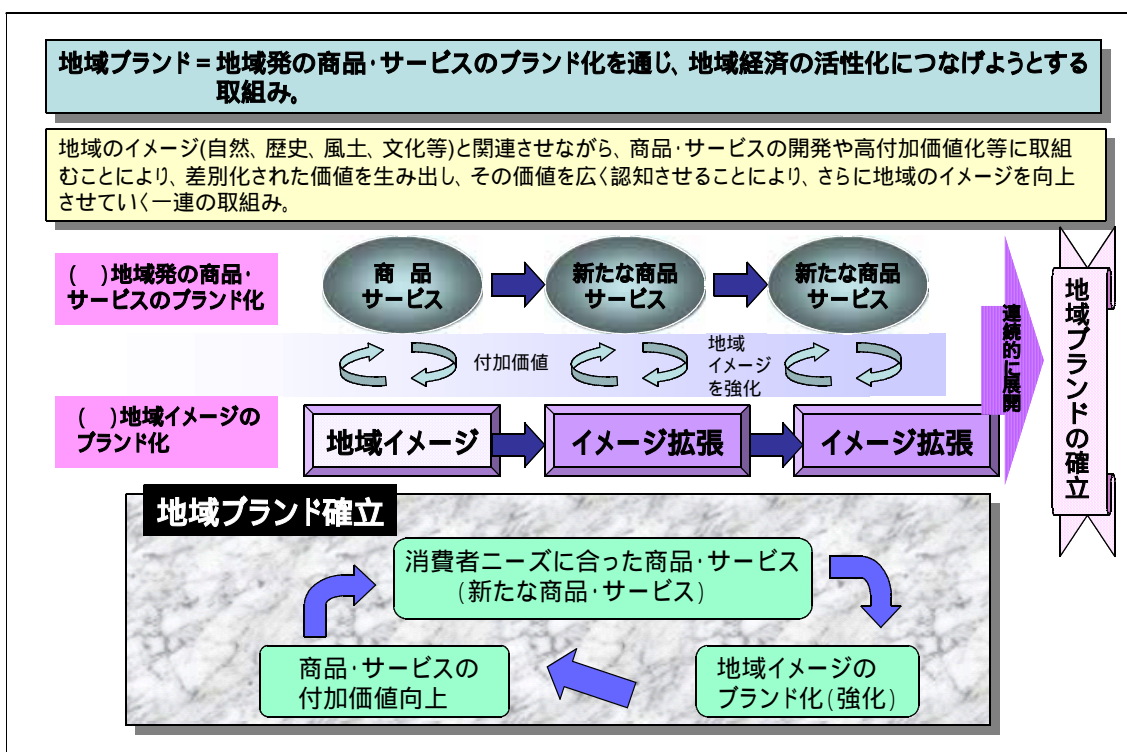 地域ブランド＝地域発の商品･サービスのブランド化を通じ､地域経済の活性化につなげようとする
取組み。
地域のイメージ(自然､歴史､風土､文化等)と関連させながら､商品･サービスの開発や高付加価値化等に取組
むことにより､差別化された価値を生み出し､その価値を広く認知させることにより､さらに地域のイメージを向上
させていく一連の取組み｡
(　)地域発の商品･
サービスのブランド化
商 品
サービス
新たな商品
サービス
新たな商品
サービス
付加価値
地域
イメージ
を強化
(　)地域イメージの
ブランド化
地域イメージ
イメージ拡張
イメージ拡張
連続的に展開
地域ブランドの確立
地域ブランド確立
消費者ニーズに合った商品･サービス
(新たな商品･サービス)
商品･サービスの
付加価値向上
地域イメージの
ブランド化(強化)